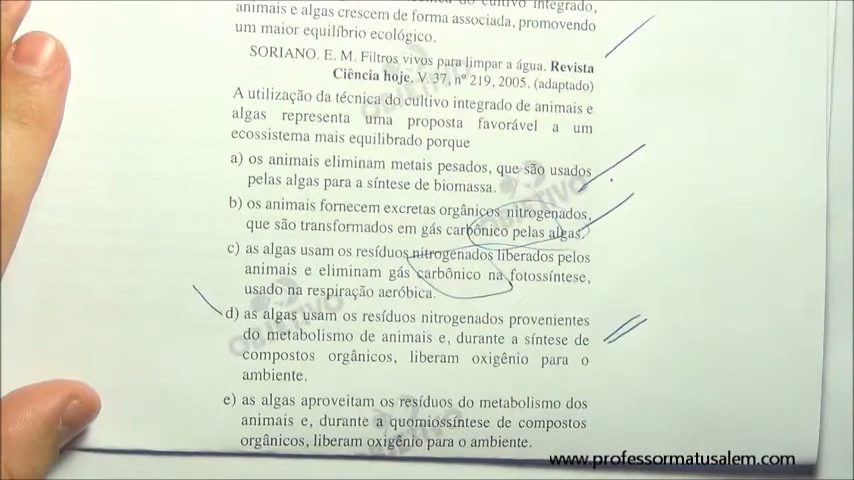 cultivo integrado,
animais e algas crescem de forma associada, promovendo
um maior equilíbrio ecológico.
SORIANO. E. M. Filtros vivos para limpar a água. Revista
Ciência hoje, V. 37, nº 219, 2005. (adaptado)
A utilização da técnica do cultivo integrado de animais e
algas representa uma proposta favorável a um
ecossistema mais equilibrado porque
a) os animais eliminam metais pesados, que são usados
pelas algas para a síntese de biomassa.
b) os animais fornecem excretas orgânicos nitrogenados,
que são transformados em gás carbônico pelas algas.
c) as algas usam os resíduos nitrogenados liberados pelos
animais e eliminam gás carbônico na fotossíntese,
usado na respiração aeróbica.
d) as algas usam os resíduos nitrogenados provenientes
do metabolismo de animais e, durante a síntese de
compostos orgânicos, liberam oxigênio para o
ambiente.
e) as algas aproveitam os resíduos do metabolismo dos
animais e, durante a quomiossíntese de compostos
orgânicos, liberam oxigênio para o ambiente.
OBJETIVO
OBJETIVO
OBJETIVO
OBJETIVO
www.professormatusalem.com